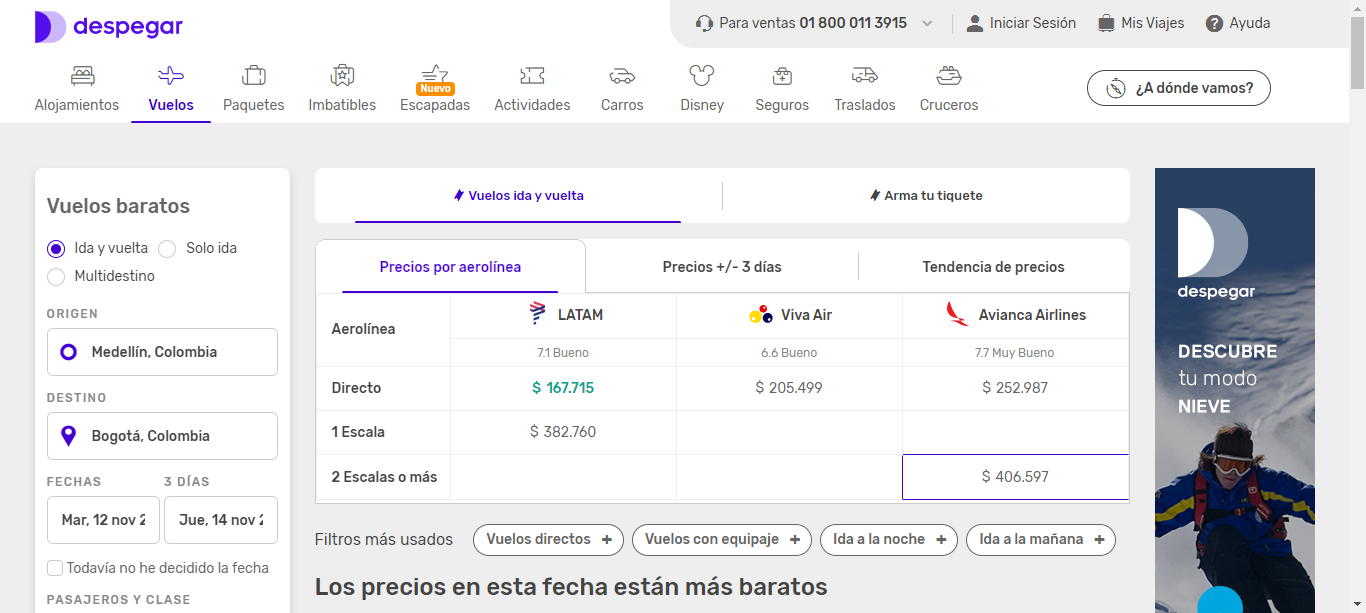 despegar
Para ventas 01 800 011 3915
Iniciar Sesión
Mis Viajes
Ayuda
Alojamientos
Vuelos
Paquetes
Imbatibles
Nuevo
Escapadas
Actividades
Carros
Disney
Seguros
Traslados
Cruceros
¿A dónde vamos?
Vuelos baratos
Ida y vuelta
Solo ida
Multidestino
ORIGEN
Medellín, Colombia
DESTINO
Bogotá, Colombia
FECHAS
3 DÍAS
Mar, 12 nov 2
Jue, 14 nov 2
Todavía no he decidido la fecha
PASAJEROS Y CLASE
Vuelos ida y vuelta
Arma tu tiquete
Precios por aerolínea
Precios +/- 3 días
Tendencia de precios
Aerolínea
LATAM
Viva Air
Avianca Airlines
7.1 Bueno
6.6 Bueno
7.7 Muy Bueno
Directo
$ 167.715
$ 205.499
$ 252.987
1 Escala
$ 382.760
2 Escalas o más
$ 406.597
Filtros más usados
Vuelos directos +
Vuelos con equipaje +
Ida a la noche +
Ida a la mañana +
Los precios en esta fecha están más baratos
despegar
DESCUBRE
tu modo
NIEVE